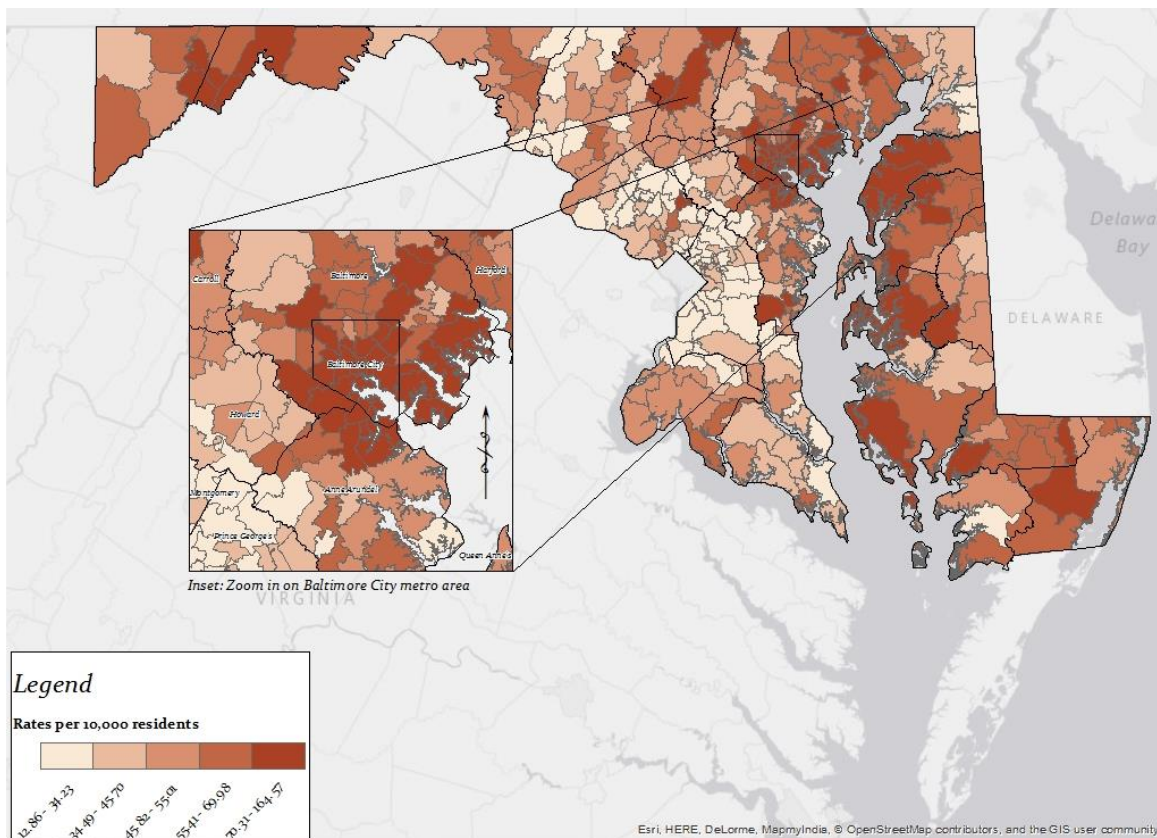 Delawa
Bay
DELAWARE
Carroll
Baltimore
Harford
Baltimore City
Howard
Montgomery
Anne Arundel
Prince George's
Queen Anne's
Inset: Zoom in on Baltimore City metro area
VIRGINIA
Legend
Rates per 10,000 residents
12.86 - 34.23
34.49 - 45.70
45.82 - 55.01
55.41 - 69.98
70.31 - 164.57
Esri, HERE, DeLorme, MapmyIndia, © OpenStreetMap contributors, and the GIS user community